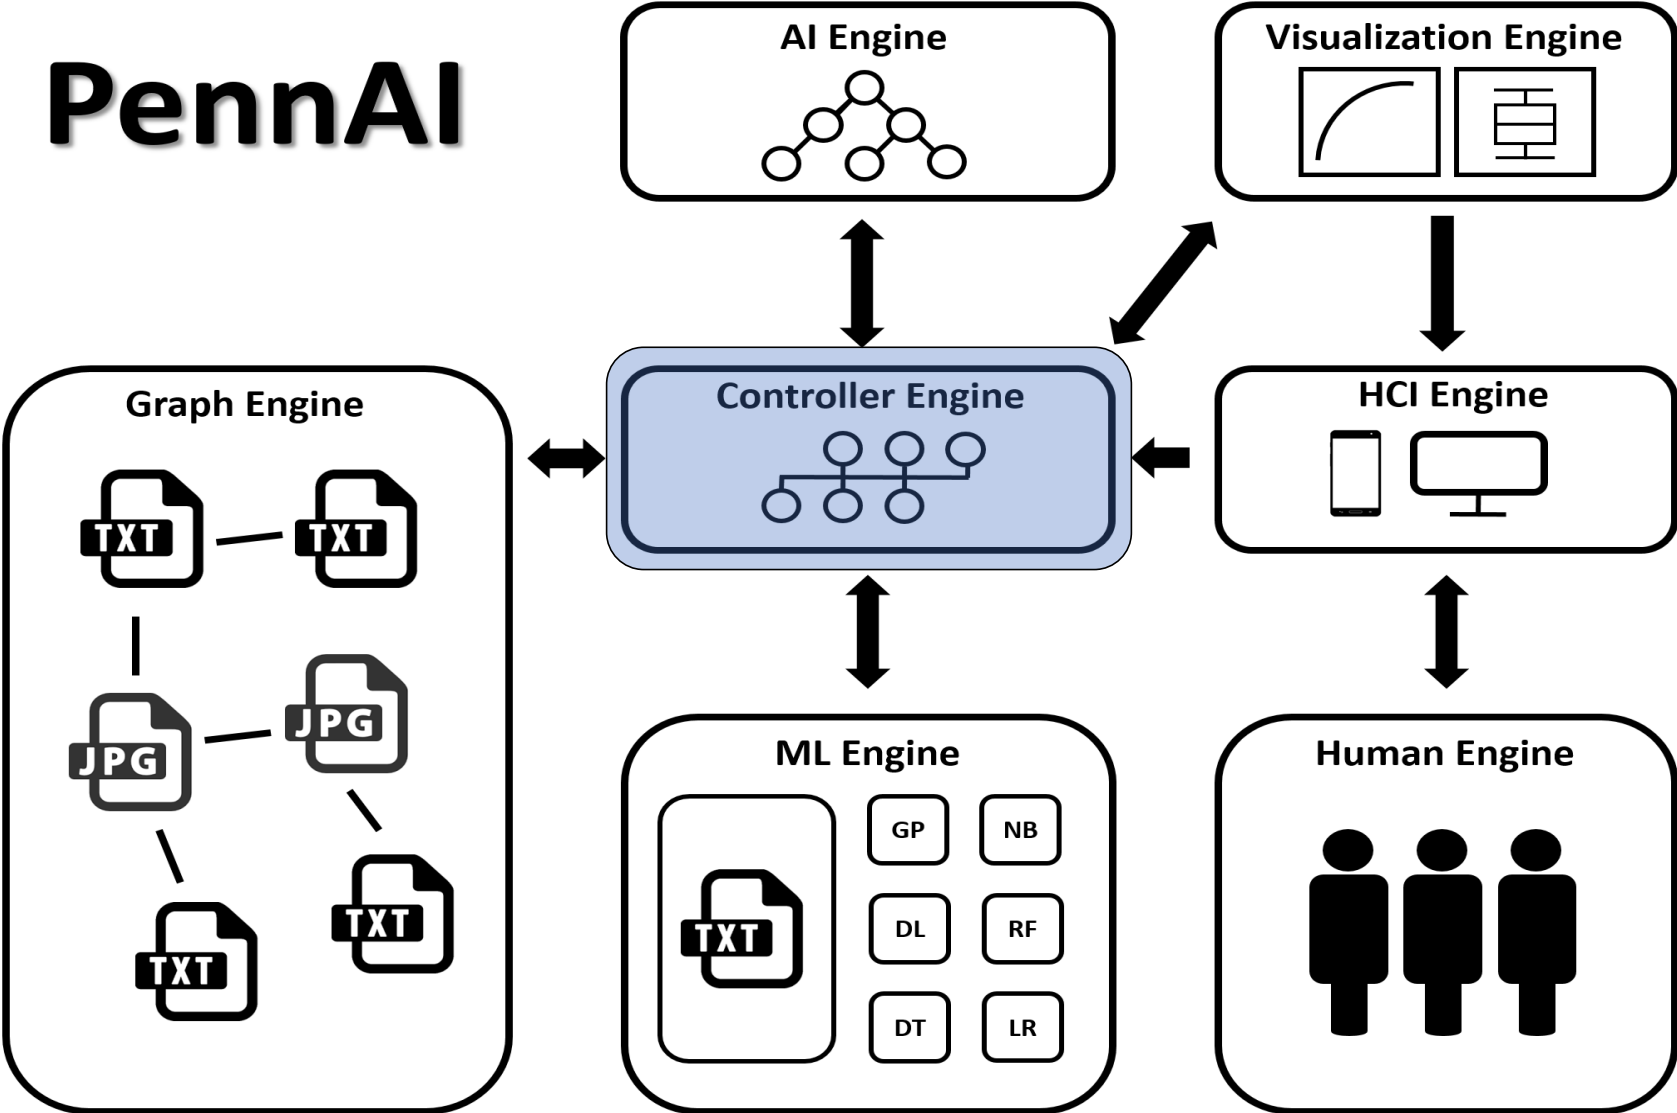 PennAI
AI Engine
Visualization Engine
Graph Engine
TXT
TXT
JPG
JPG
TXT
TXT
Controller Engine
HCI Engine
ML Engine
TXT
GP
NB
DL
RF
DT
LR
Human Engine